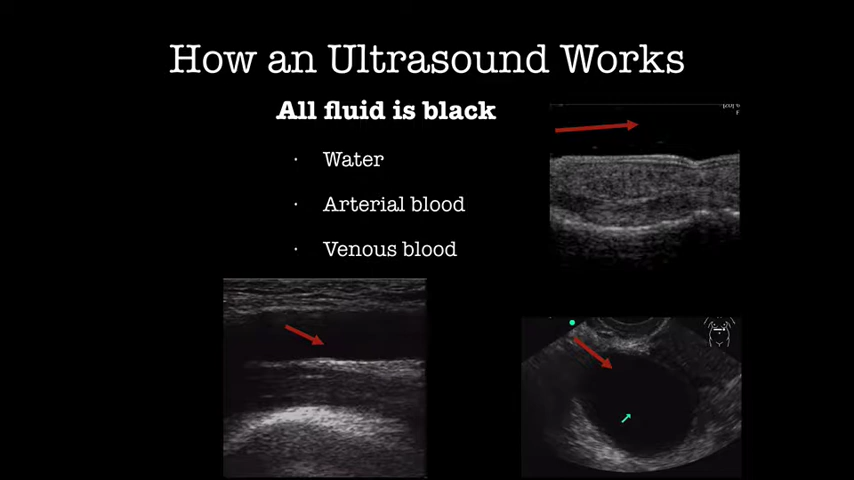 How an Ultrasound Works
All fluid is black
· Water
· Arterial blood
· Venous blood